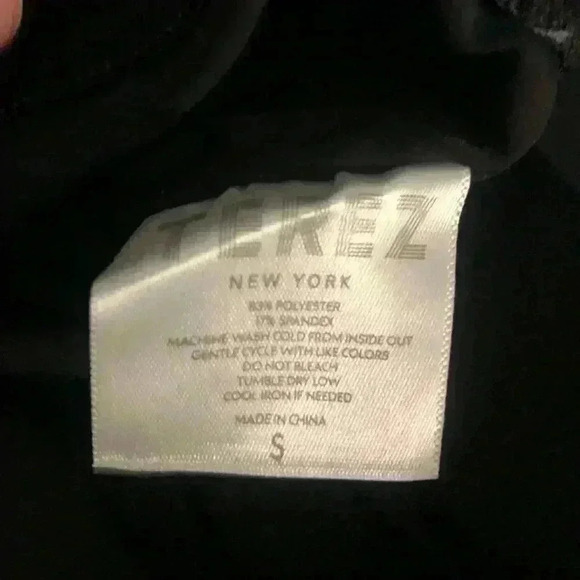 TEREZ
NEW YORK
83% POLYESTER
17% SPANDEX
MACHINE WASH COLD FROM INSIDE OUT
GENTLE CYCLE WITH LIKE COLORS
DO NOT BLEACH
TUMBLE DRY LOW
COOL IRON IF NEEDED
MADE IN CHINA
S